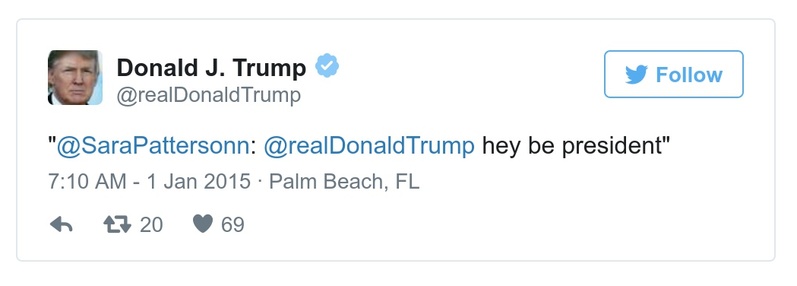 Donald J. Trump
@realDonaldTrump
Follow
"@SaraPattersonn: @realDonaldTrump hey be president"
7:10 AM - 1 Jan 2015 · Palm Beach, FL
20 69